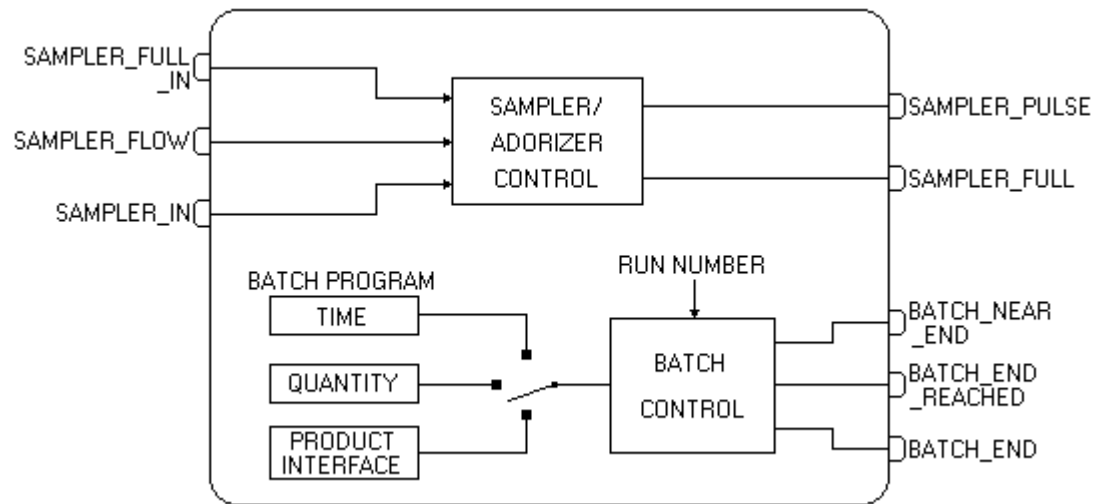 SAMPLER_FULL
_IN
SAMPLER_FLOW
SAMPLER_IN
SAMPLER/
ADORIZER
CONTROL
SAMPLER_PULSE
SAMPLER_FULL
BATCH PROGRAM
TIME
QUANTITY
PRODUCT
INTERFACE
RUN NUMBER
BATCH
CONTROL
BATCH_NEAR
_END
BATCH_END
_REACHED
BATCH_END